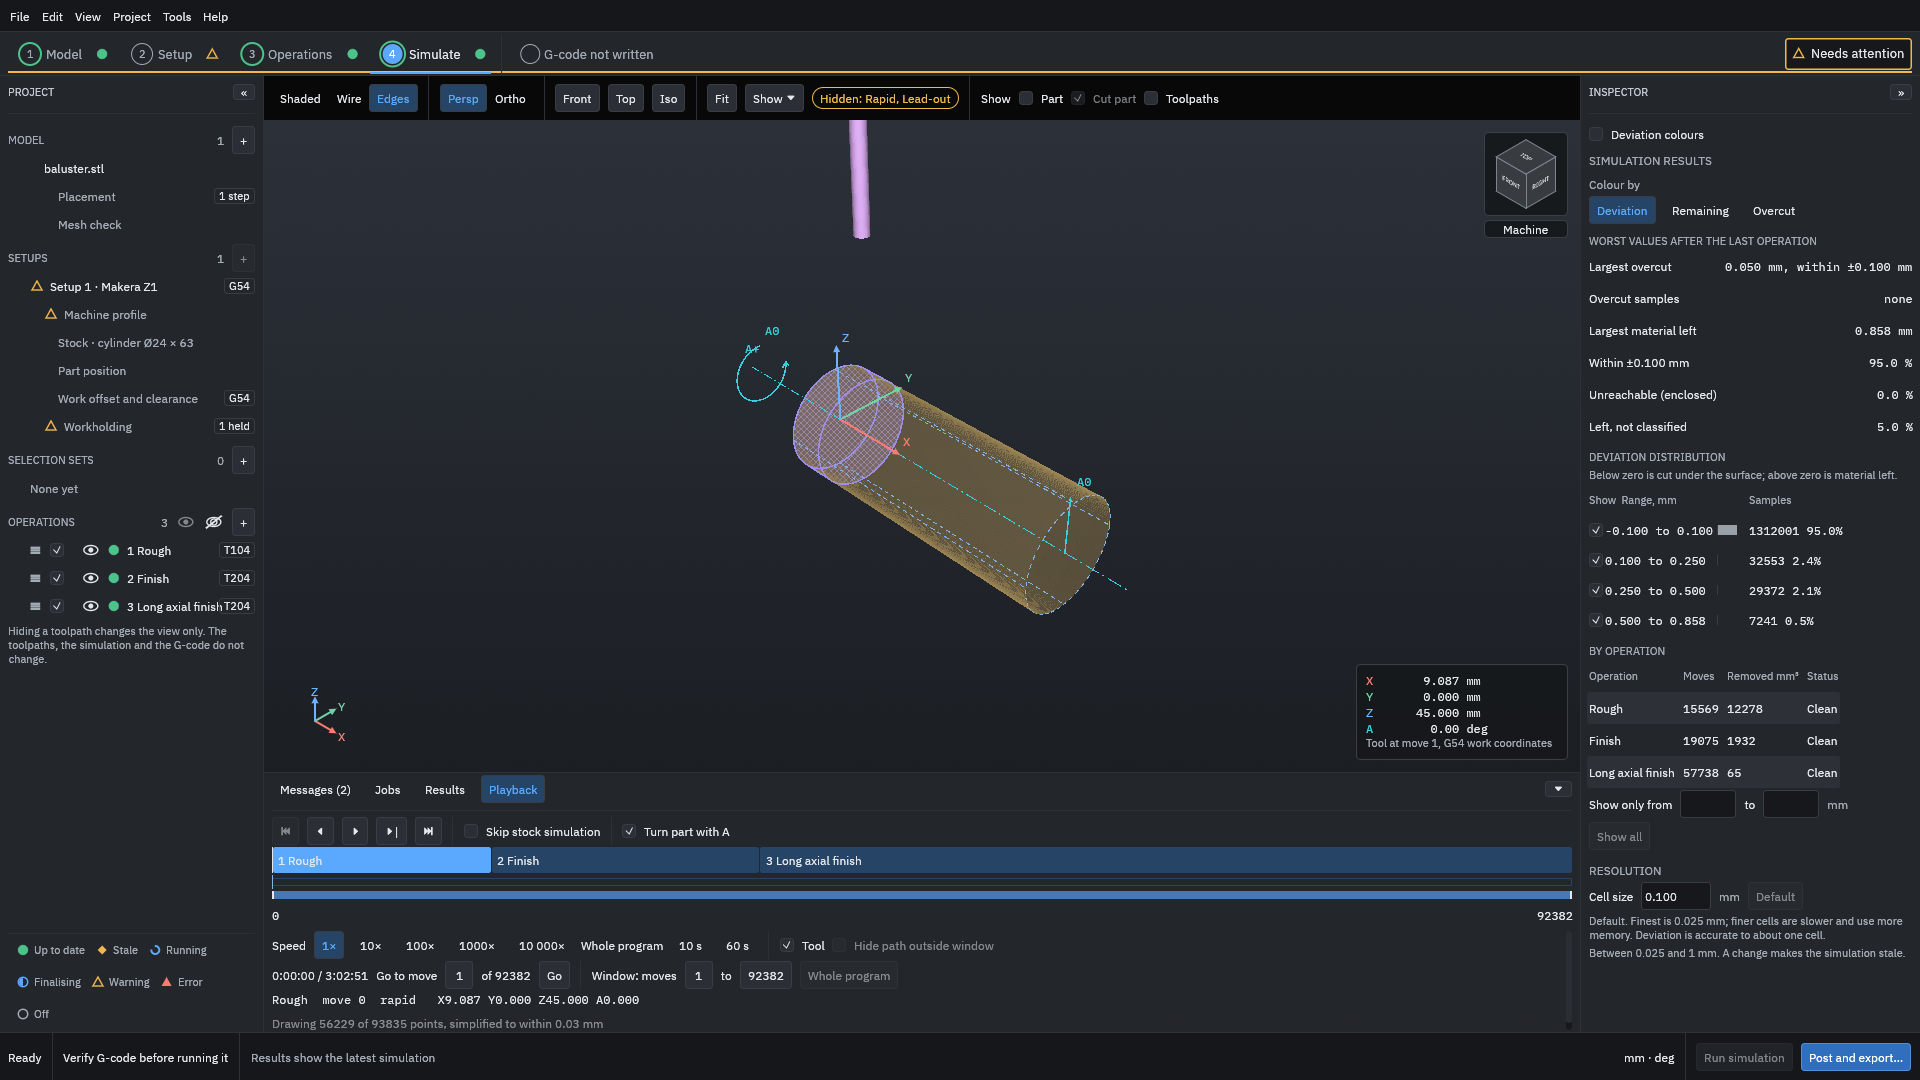 File Edit View Project Tools Help
1 Model 2 Setup 3 Operations 4 Simulate G-code not written Needs attention
PROJECT «
MODEL 1 +
baluster.stl
Placement 1 step
Mesh check
SETUPS 1 +
Setup 1 · Makera Z1 G54
Machine profile
Stock · cylinder Ø24 × 63
Part position
Work offset and clearance G54
Workholding 1 held
SELECTION SETS 0 +
None yet
OPERATIONS 3 +
1 Rough T104
2 Finish T204
3 Long axial finish T204
Hiding a toolpath changes the view only. The
toolpaths, the simulation and the G-code do not
change.
Up to date Stale Running
Finalising Warning Error
Off
Shaded Wire Edges Persp Ortho Front Top Iso Fit Show Hidden: Rapid, Lead-out Show Part Cut part Toolpaths
TOP
FRONT RIGHT
Machine
A0
A+
Z
Y
X
A0
Z
Y
X
X 9.087 mm
Y 0.000 mm
Z 45.000 mm
A 0.00 deg
Tool at move 1, G54 work coordinates
Messages (2) Jobs Results Playback
Skip stock simulation Turn part with A
1 Rough 2 Finish 3 Long axial finish
0 92382
Speed 1× 10× 100× 1000× 10 000× Whole program 10 s 60 s Tool Hide path outside window
0:00:00 / 3:02:51 Go to move 1 of 92382 Go Window: moves 1 to 92382 Whole program
Rough move 0 rapid X9.087 Y0.000 Z45.000 A0.000
Drawing 56229 of 93835 points, simplified to within 0.03 mm
INSPECTOR »
Deviation colours
SIMULATION RESULTS
Colour by
Deviation Remaining Overcut
WORST VALUES AFTER THE LAST OPERATION
Largest overcut 0.050 mm, within ±0.100 mm
Overcut samples none
Largest material left 0.858 mm
Within ±0.100 mm 95.0 %
Unreachable (enclosed) 0.0 %
Left, not classified 5.0 %
DEVIATION DISTRIBUTION
Below zero is cut under the surface; above zero is material left.
Show Range, mm Samples
-0.100 to 0.100 1312001 95.0%
0.100 to 0.250 32553 2.4%
0.250 to 0.500 29372 2.1%
0.500 to 0.858 7241 0.5%
BY OPERATION
Operation Moves Removed mm³ Status
Rough 15569 12278 Clean
Finish 19075 1932 Clean
Long axial finish 57738 65 Clean
Show only from to mm
Show all
RESOLUTION
Cell size 0.100 mm Default
Default. Finest is 0.025 mm; finer cells are slower and use more
memory. Deviation is accurate to about one cell.
Between 0.025 and 1 mm. A change makes the simulation stale.
Ready Verify G-code before running it Results show the latest simulation mm · deg Run simulation Post and export...